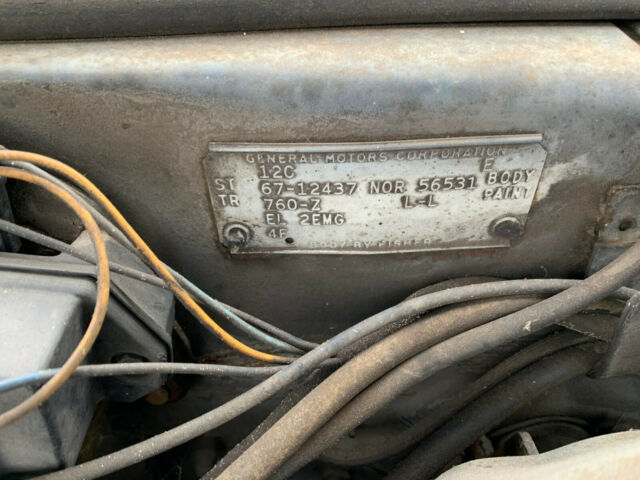 GENERAL MOTORS CORPORATION
12C E
ST 67-12437 NOR 56531 BODY
TR 760-Z L-L PAINT
EL 2EMG
4F
BODY BY FISHER